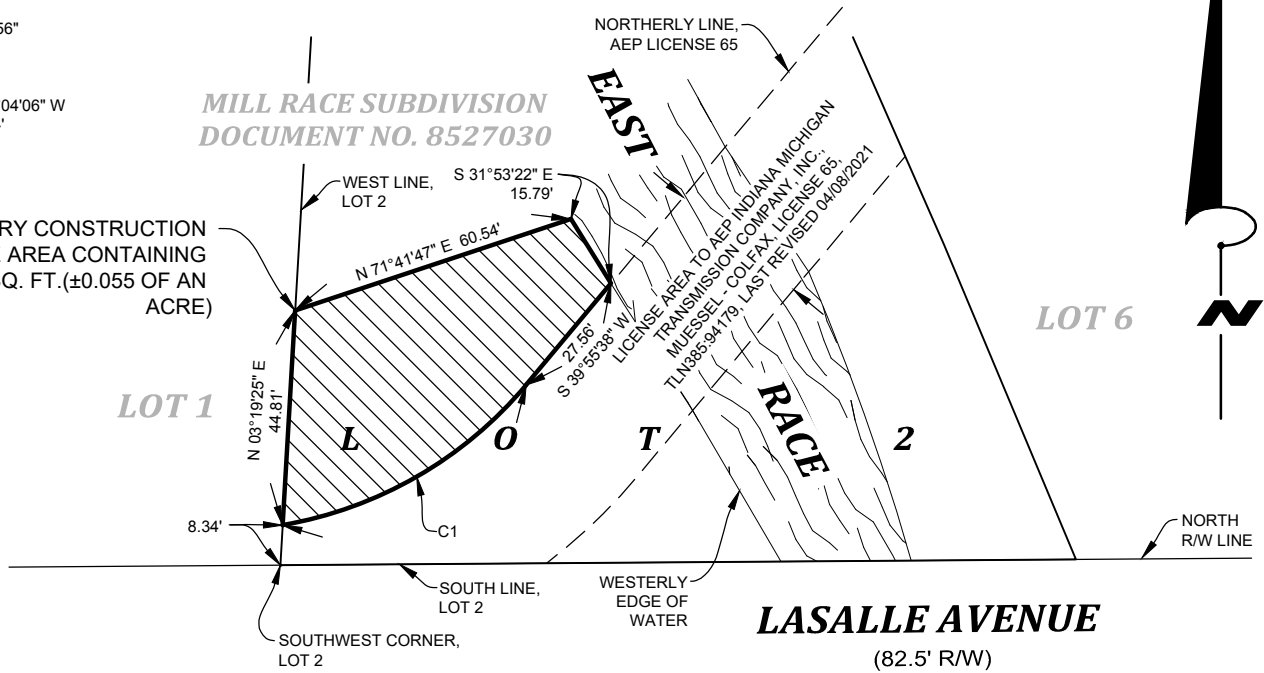 56"
04'06" W
NORTHERLY LINE,
AEP LICENSE 65
MILL RACE SUBDIVISION
DOCUMENT NO. 8527030
EAST
WEST LINE,
LOT 2
S 31°53'22" E
15.79'
RY CONSTRUCTION
AREA CONTAINING
SQ. FT.(±0.055 OF AN
ACRE)
N 71°41'47" E 60.54'
LICENSE AREA TO AEP INDIANA MICHIGAN
TRANSMISSION COMPANY, INC.,
MUESSEL - COLFAX, LICENSE 65,
TLN385:94179, LAST REVISED 04/08/2021
27.56'
S 39°55'38" W
N 03°19'25" E
44.81'
LOT 1
LOT 6
N
L O T 2
RACE
8.34'
C1
NORTH
R/W LINE
SOUTH LINE,
LOT 2
WESTERLY
EDGE OF
WATER
SOUTHWEST CORNER,
LOT 2
LASALLE AVENUE
(82.5' R/W)